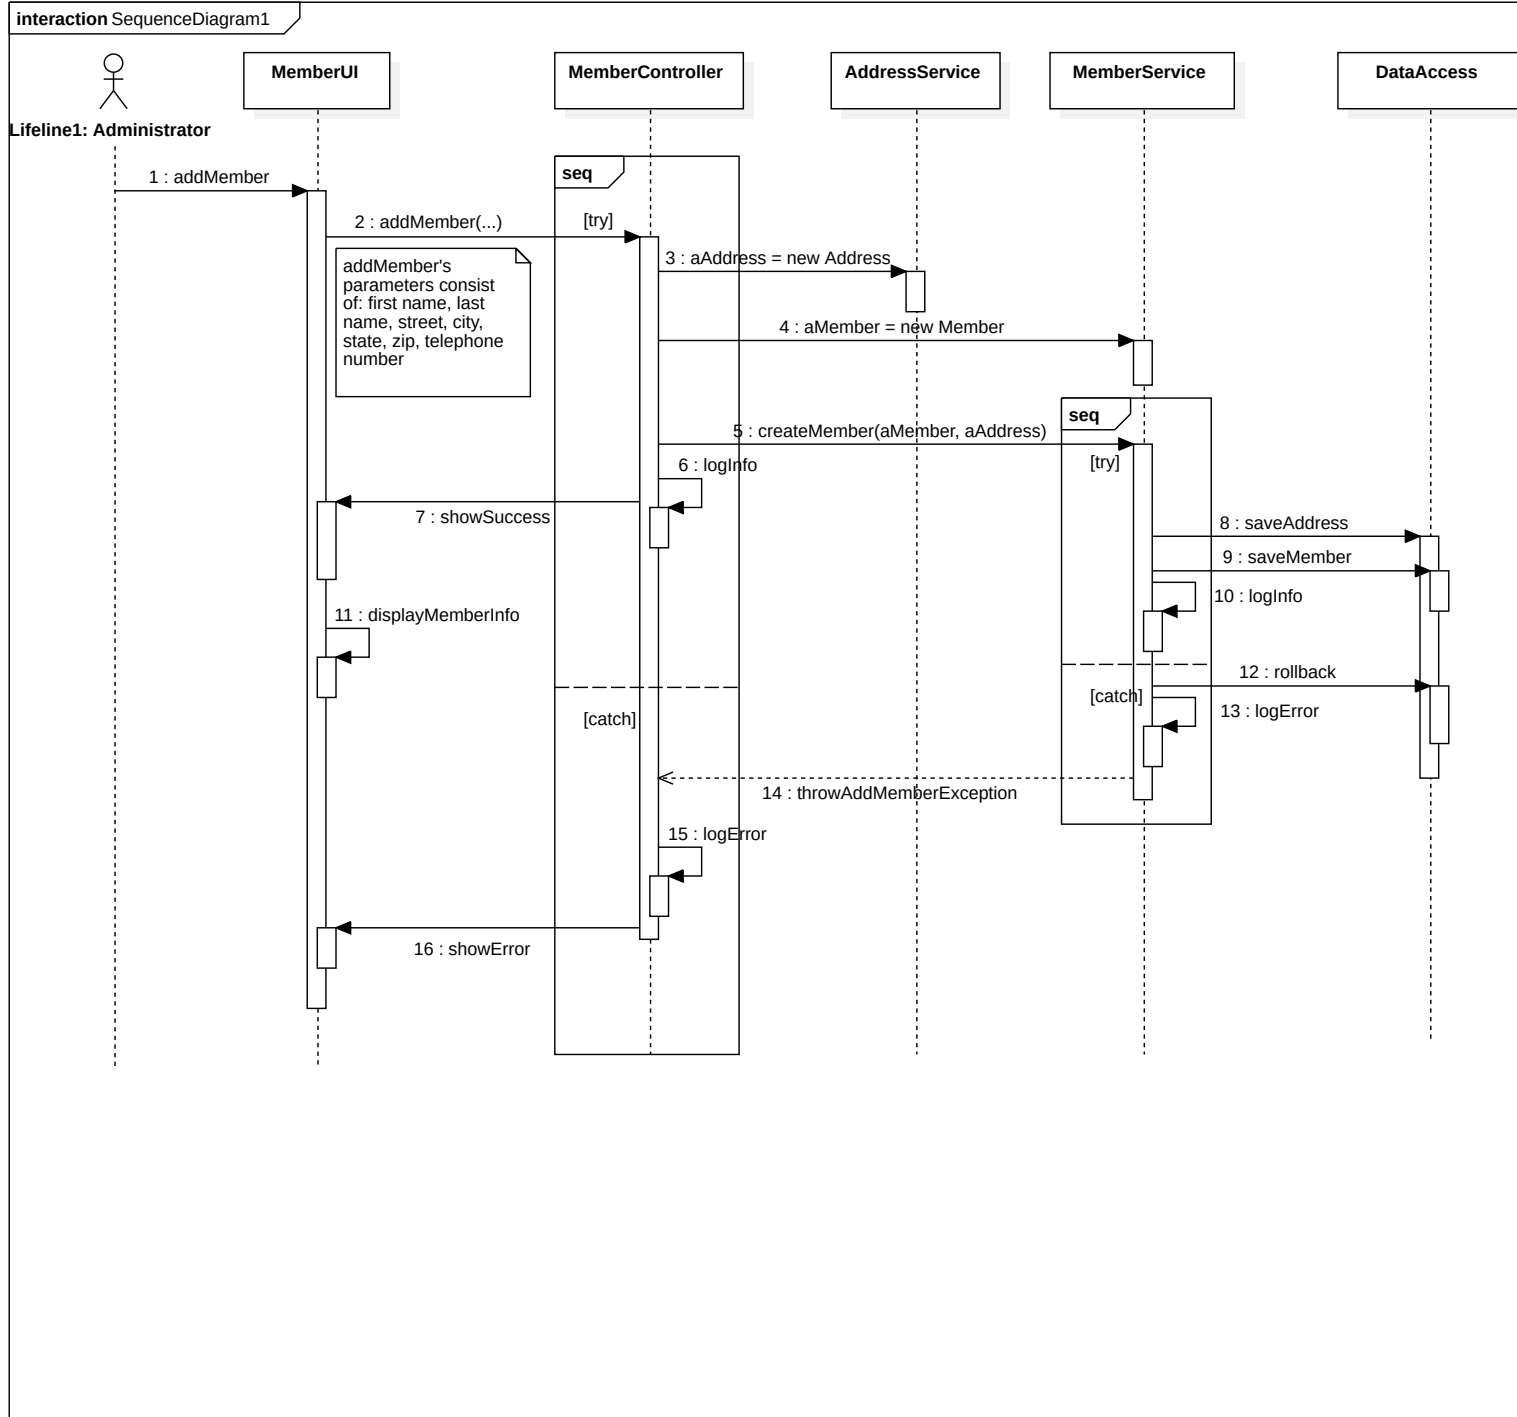 interaction SequenceDiagram1
MemberUI
MemberController
AddressService
MemberService
DataAccess
Lifeline1: Administrator
seq
1 : addMember
2 : addMember(...)
[try]
addMember's
parameters consist
of: first name, last
name, street, city,
state, zip, telephone
number
3 : aAddress = new Address
4 : aMember = new Member
seq
5 : createMember(aMember, aAddress)
[try]
6 : logInfo
7 : showSuccess
8 : saveAddress
9 : saveMember
10 : logInfo
11 : displayMemberInfo
12 : rollback
[catch]
13 : logError
[catch]
14 : throwAddMemberException
15 : logError
16 : showError